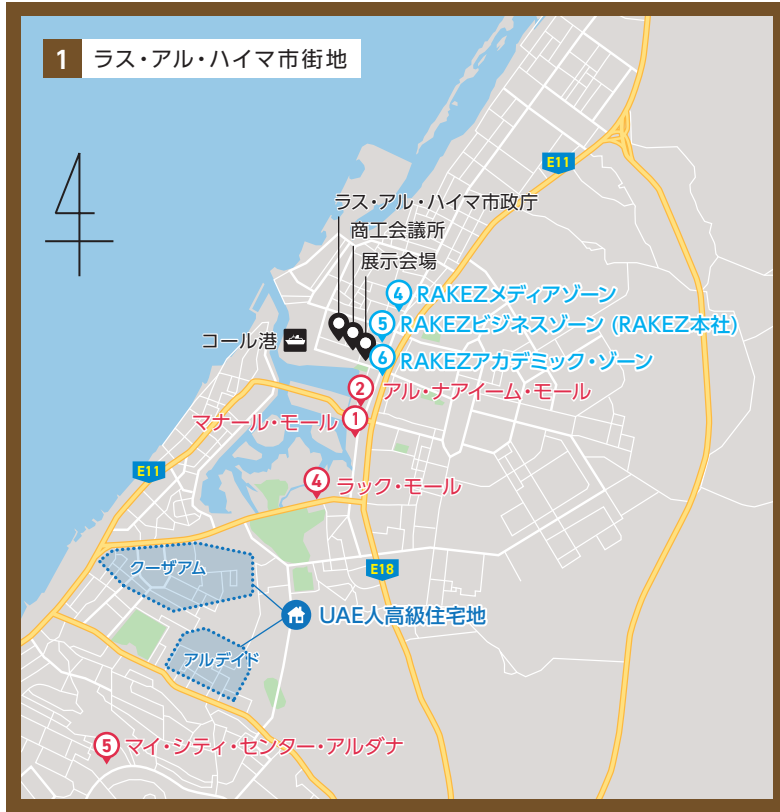 1 ラス・アル・ハイマ市街地
E11
ラス・アル・ハイマ市政庁
商工会議所
展示会場
4 RAKEZメディアゾーン
5 RAKEZビジネスゾーン (RAKEZ本社)
コール港
6 RAKEZアカデミック・ゾーン
2 アル・ナアイーム・モール
マナール・モール 1
E11
4 ラック・モール
クーザアム
E18
UAE人高級住宅地
アルデイド
5 マイ・シティ・センター・アルダナ